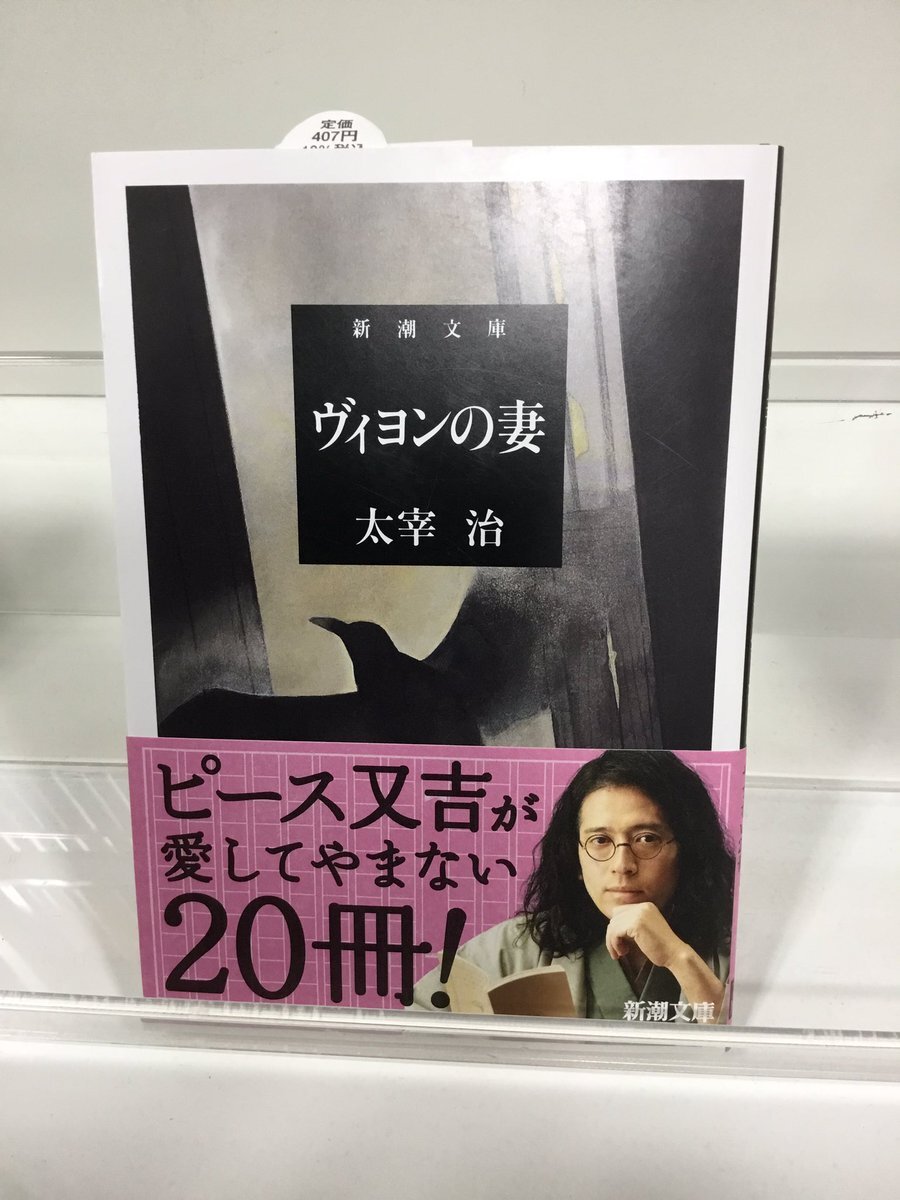 定価
407円
新潮文庫
ヴィヨンの妻
太宰 治
ピース又吉が
愛してやまない
20冊!
新潮文庫